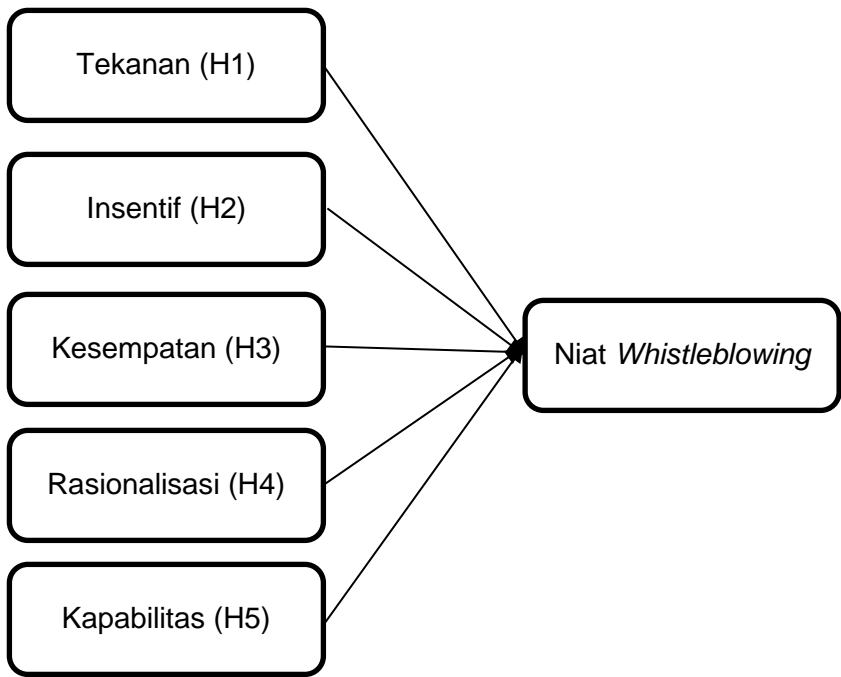 Tekanan (H1)
Insentif (H2)
Kesempatan (H3)
Niat Whistleblowing
Rasionalisasi (H4)
Kapabilitas (H5)